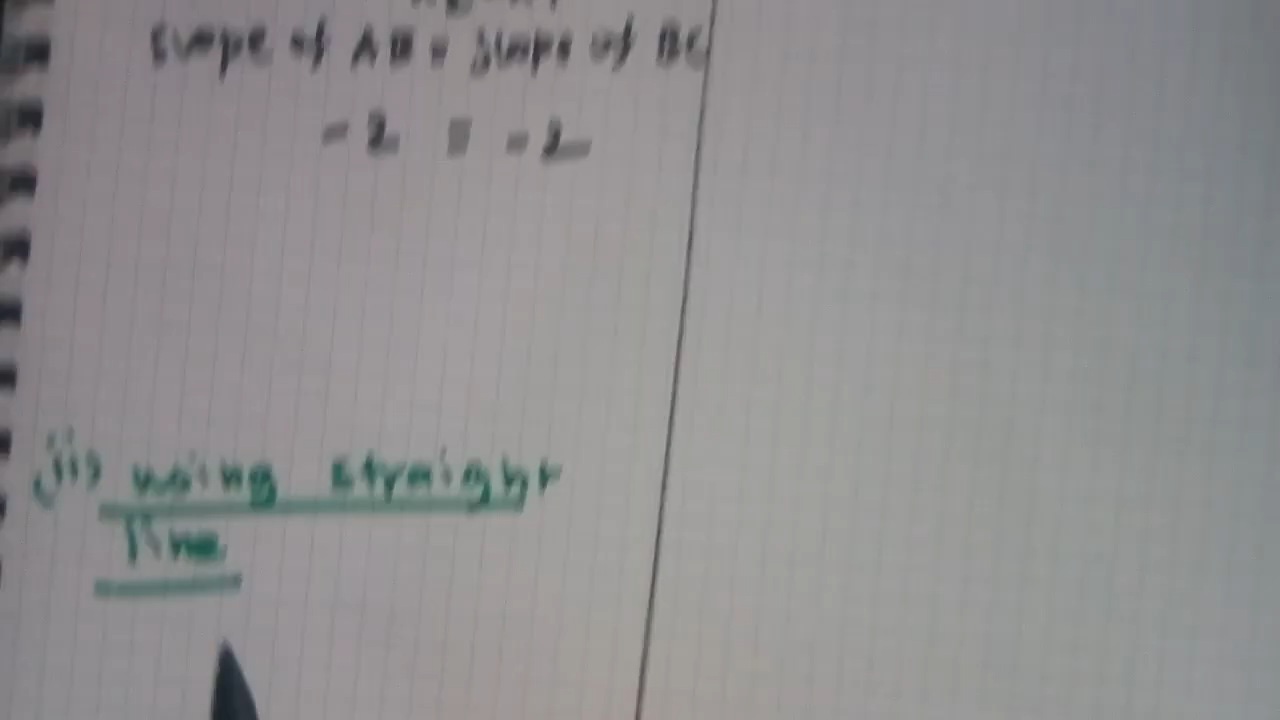 slope of AB = slope of BC
-2 = -2
(ii) using straight
line